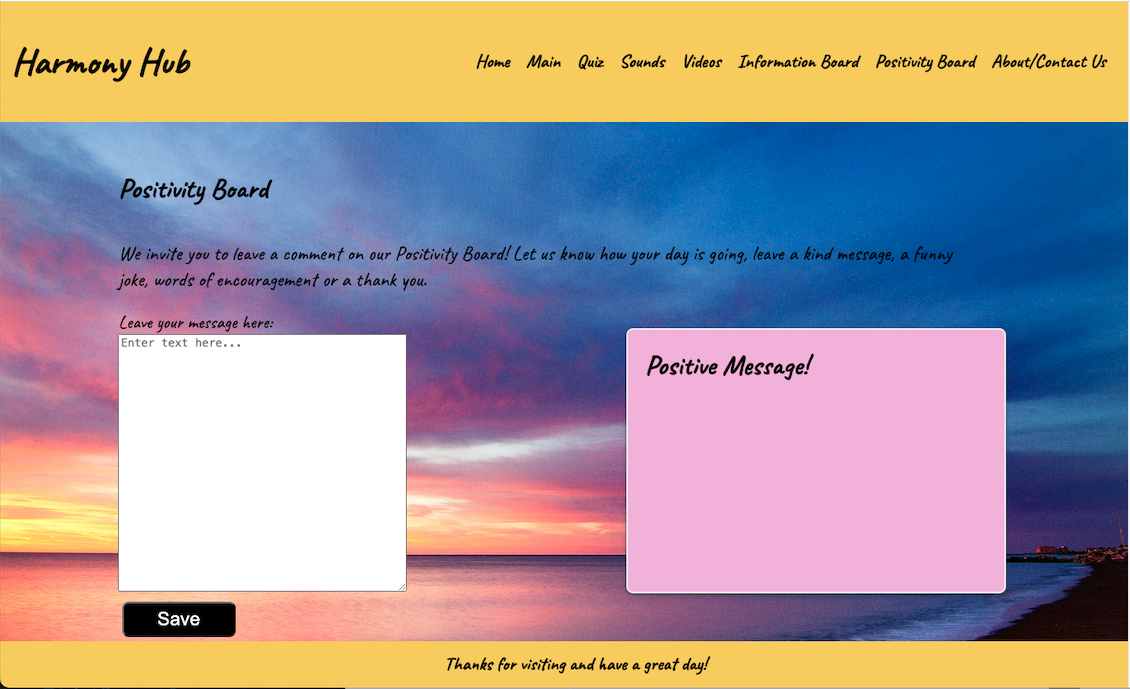 Harmony Hub
Home Main Quiz Sounds Videos Information Board Positivity Board About/Contact Us
Positivity Board
We invite you to leave a comment on our Positivity Board! Let us know how your day is going, leave a kind message, a funny
joke, words of encouragement or a thank you.
Leave your message here:
Enter text here...
Positive Message!
Save
Thanks for visiting and have a great day!